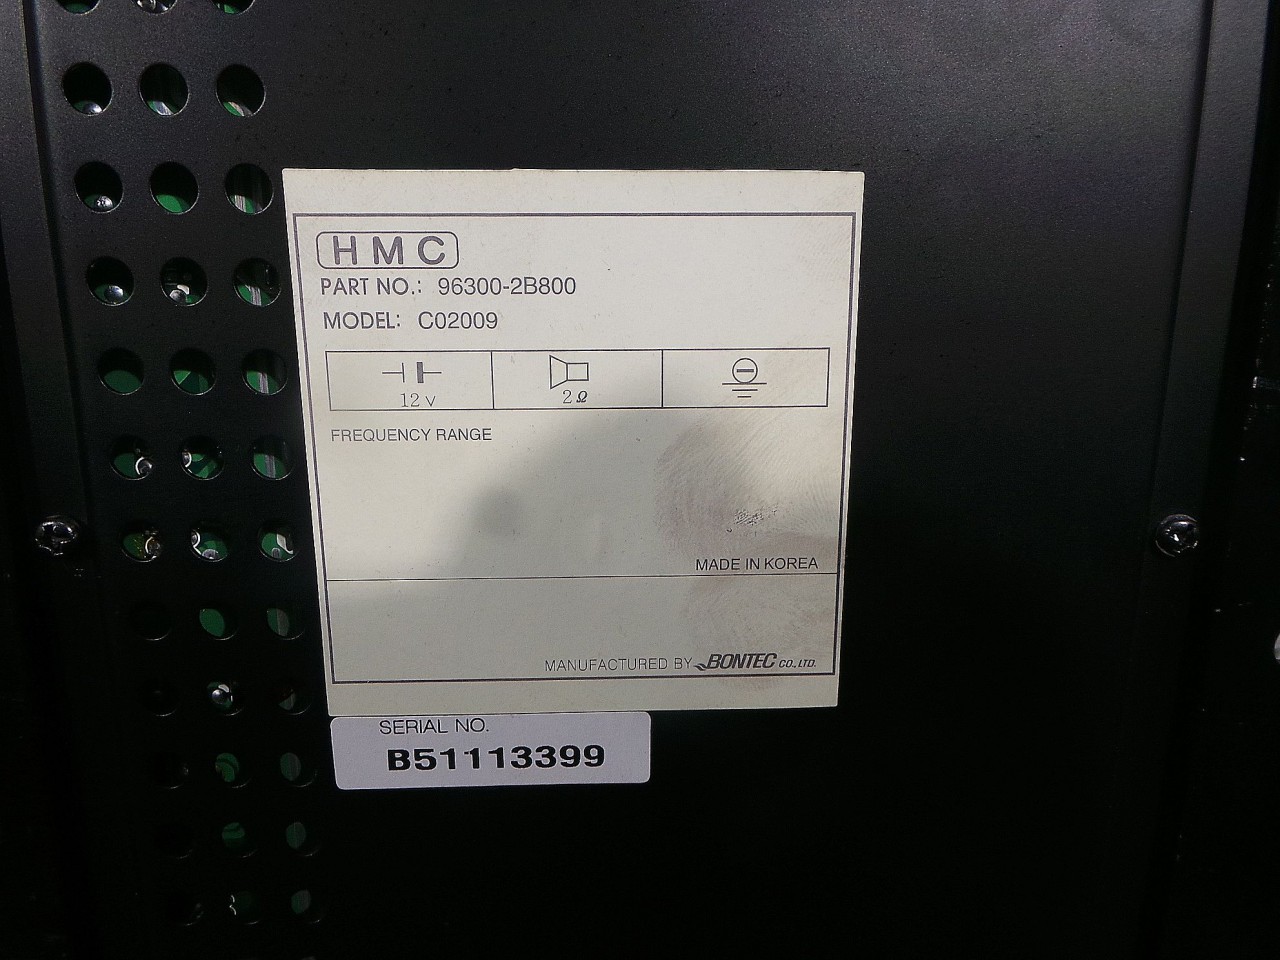 HMC
PART NO.: 96300-2B800
MODEL: C02009
12 V
2Ω
FREQUENCY RANGE
MADE IN KOREA
MANUFACTURED BY BONTEC CO., LTD.
SERIAL NO.
B51113399